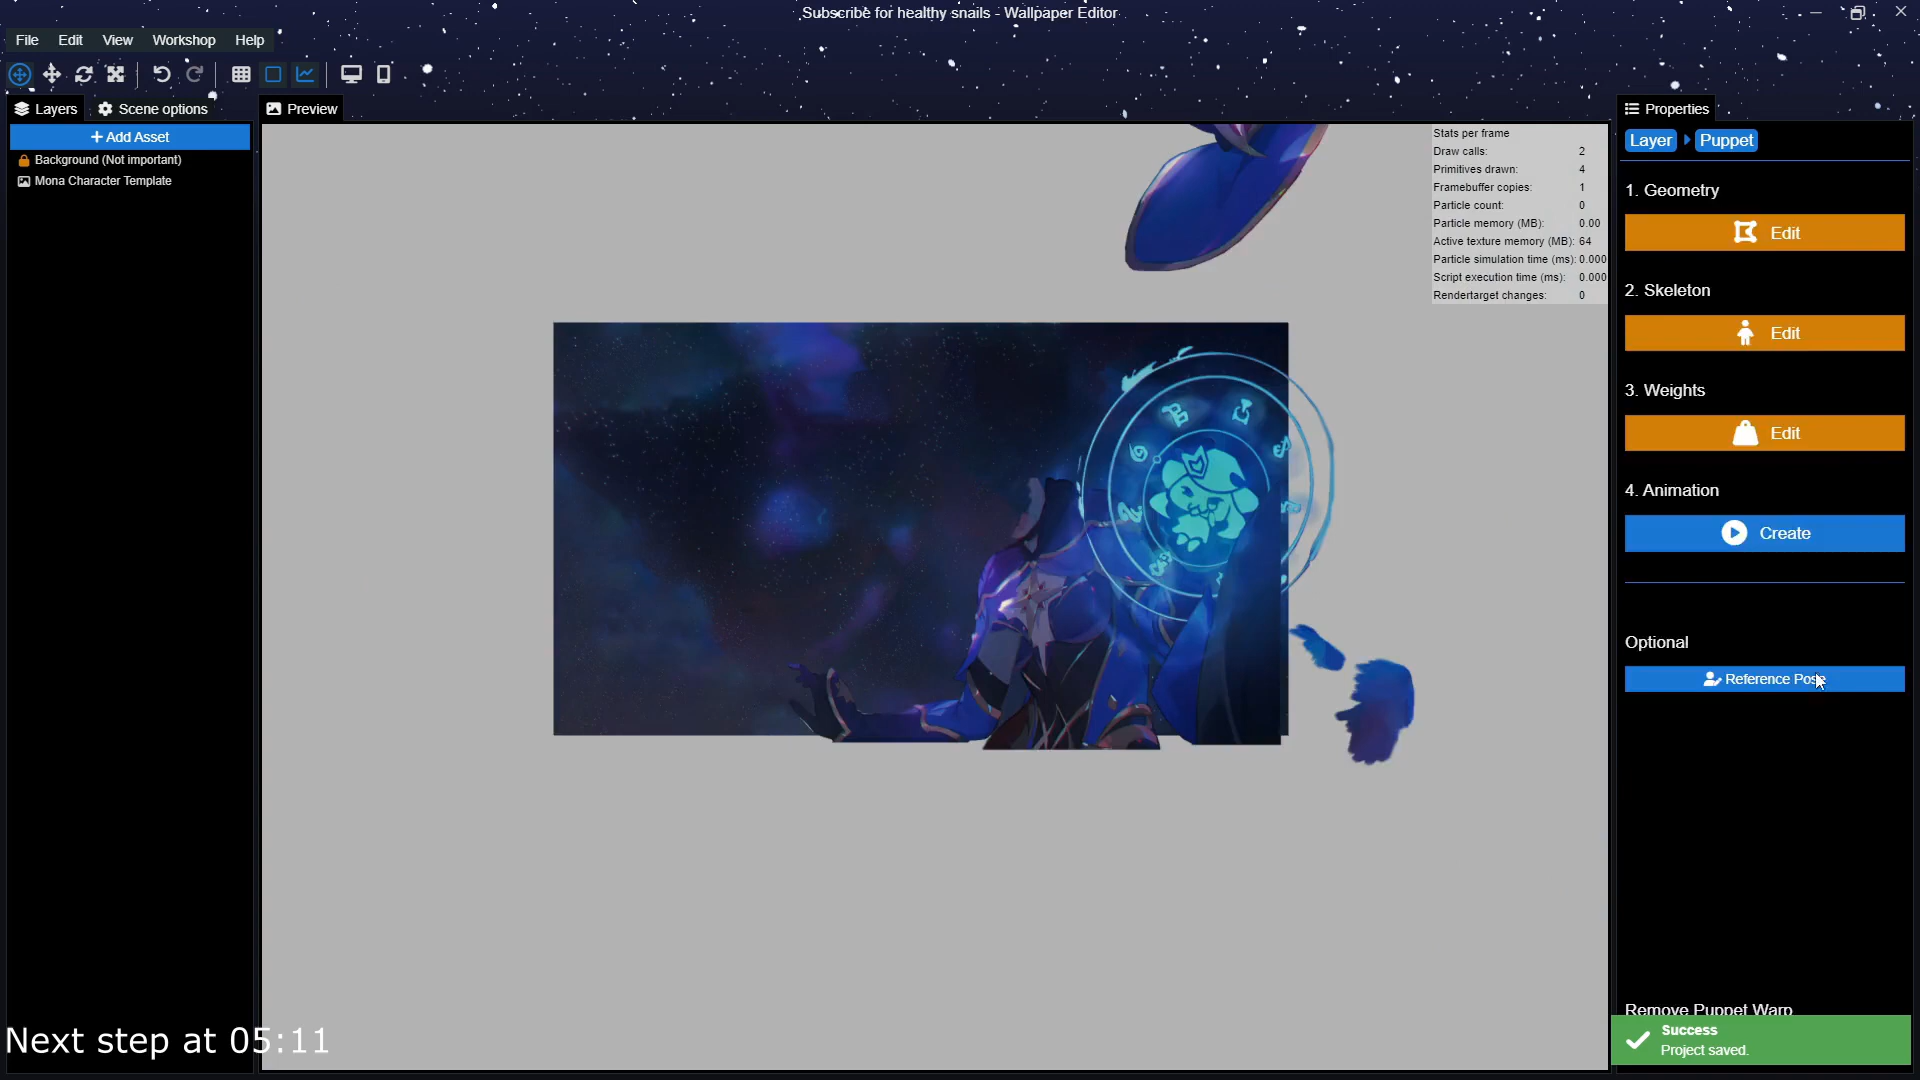 Subscribe for healthy snails - Wallpaper Editor
File Edit View Workshop Help
Layers Scene options Preview Properties
+ Add Asset
Background (Not important)
Mona Character Template
Stats per frame
Draw calls: 2
Primitives drawn: 4
Framebuffer copies: 1
Particle count: 0
Particle memory (MB): 0.00
Active texture memory (MB): 64
Particle simulation time (ms): 0.000
Script execution time (ms): 0.000
Rendertarget changes: 0
Layer Puppet
1. Geometry
Edit
2. Skeleton
Edit
3. Weights
Edit
4. Animation
Create
Optional
Reference Pose
Remove Puppet Warp
Success
Project saved.
Next step at 05:11